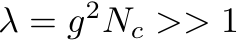 λ = g²N_c >> 1